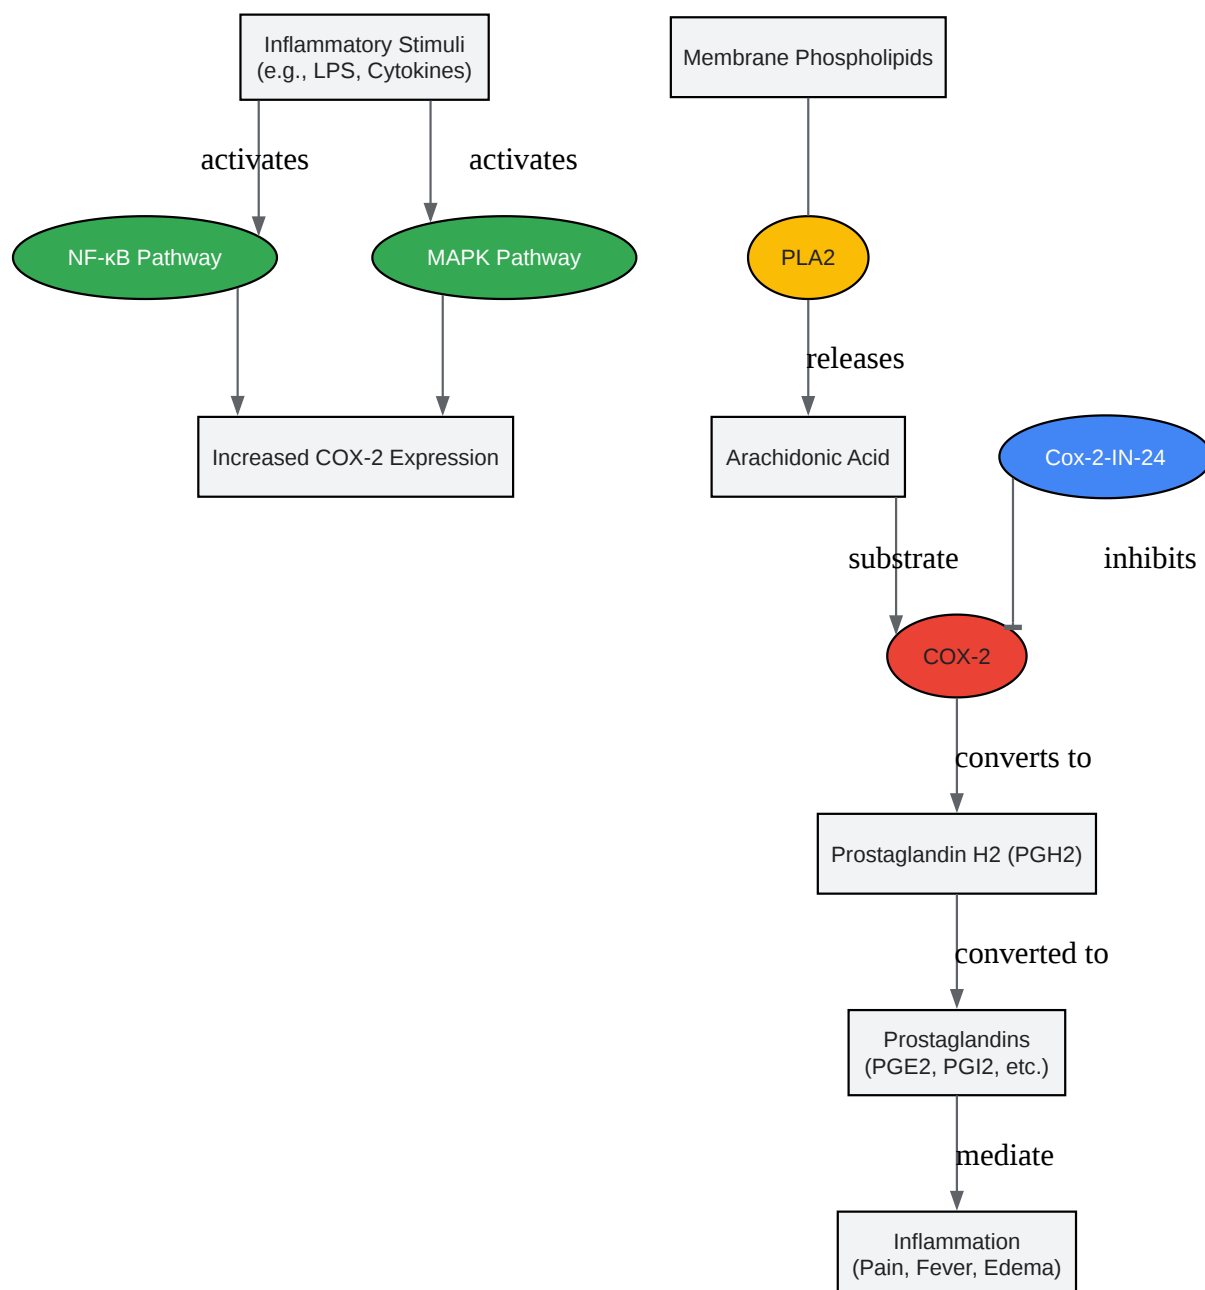 Inflammatory Stimuli
(e.g., LPS, Cytokines)
Membrane Phospholipids
activates
activates
NF-κB Pathway
MAPK Pathway
PLA2
releases
Increased COX-2 Expression
Arachidonic Acid
Cox-2-IN-24
substrate
inhibits
COX-2
converts to
Prostaglandin H2 (PGH2)
converted to
Prostaglandins
(PGE2, PGI2, etc.)
mediate
Inflammation
(Pain, Fever, Edema)